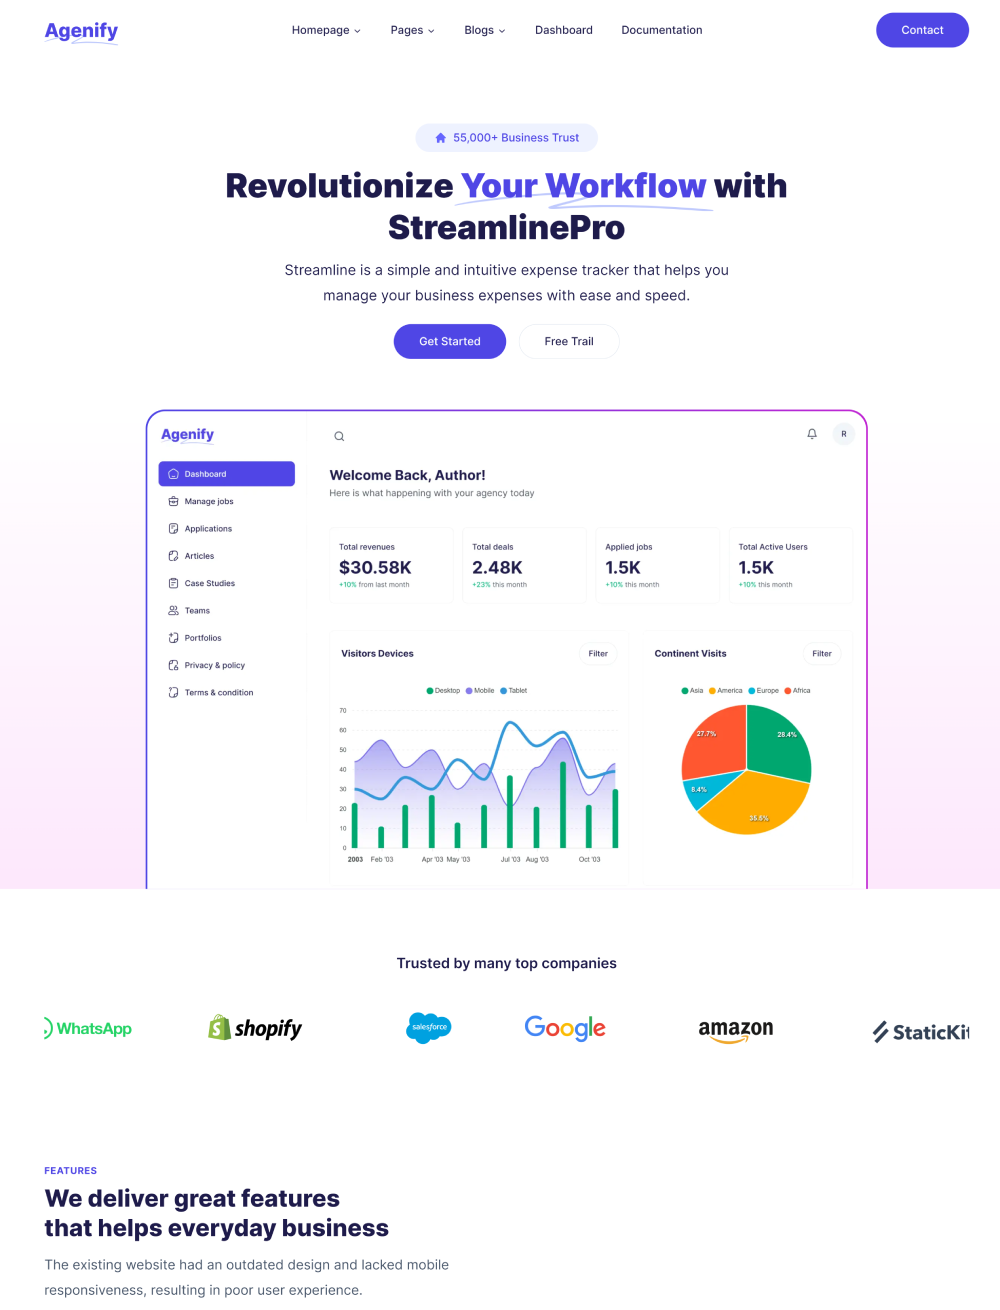 Agenify
Homepage
Pages
Blogs
Dashboard
Documentation
Contact
55,000+ Business Trust
Revolutionize Your Workflow with
StreamlinePro
Streamline is a simple and intuitive expense tracker that helps you
manage your business expenses with ease and speed.
Get Started
Free Trail
Agenify
R
Dashboard
Manage jobs
Applications
Articles
Case Studies
Teams
Portfolios
Privacy & policy
Terms & condition
Welcome Back, Author!
Here is what happening with your agency today
Total revenues
$30.58K
+10% from last month
Total deals
2.48K
+23% this month
Applied jobs
1.5K
+10% this month
Total Active Users
1.5K
+10% this month
Visitors Devices
Filter
Desktop Mobile Tablet
70
60
50
40
30
20
10
0
2003 Feb '03 Apr '03 May '03 Jul '03 Aug '03 Oct '03
Continent Visits
Filter
Asia America Europe Africa
27.7%
28.4%
8.4%
35.5%
Trusted by many top companies
WhatsApp
shopify
salesforce
Google
amazon
StaticKit
FEATURES
We deliver great features
that helps everyday business
The existing website had an outdated design and lacked mobile
responsiveness, resulting in poor user experience.